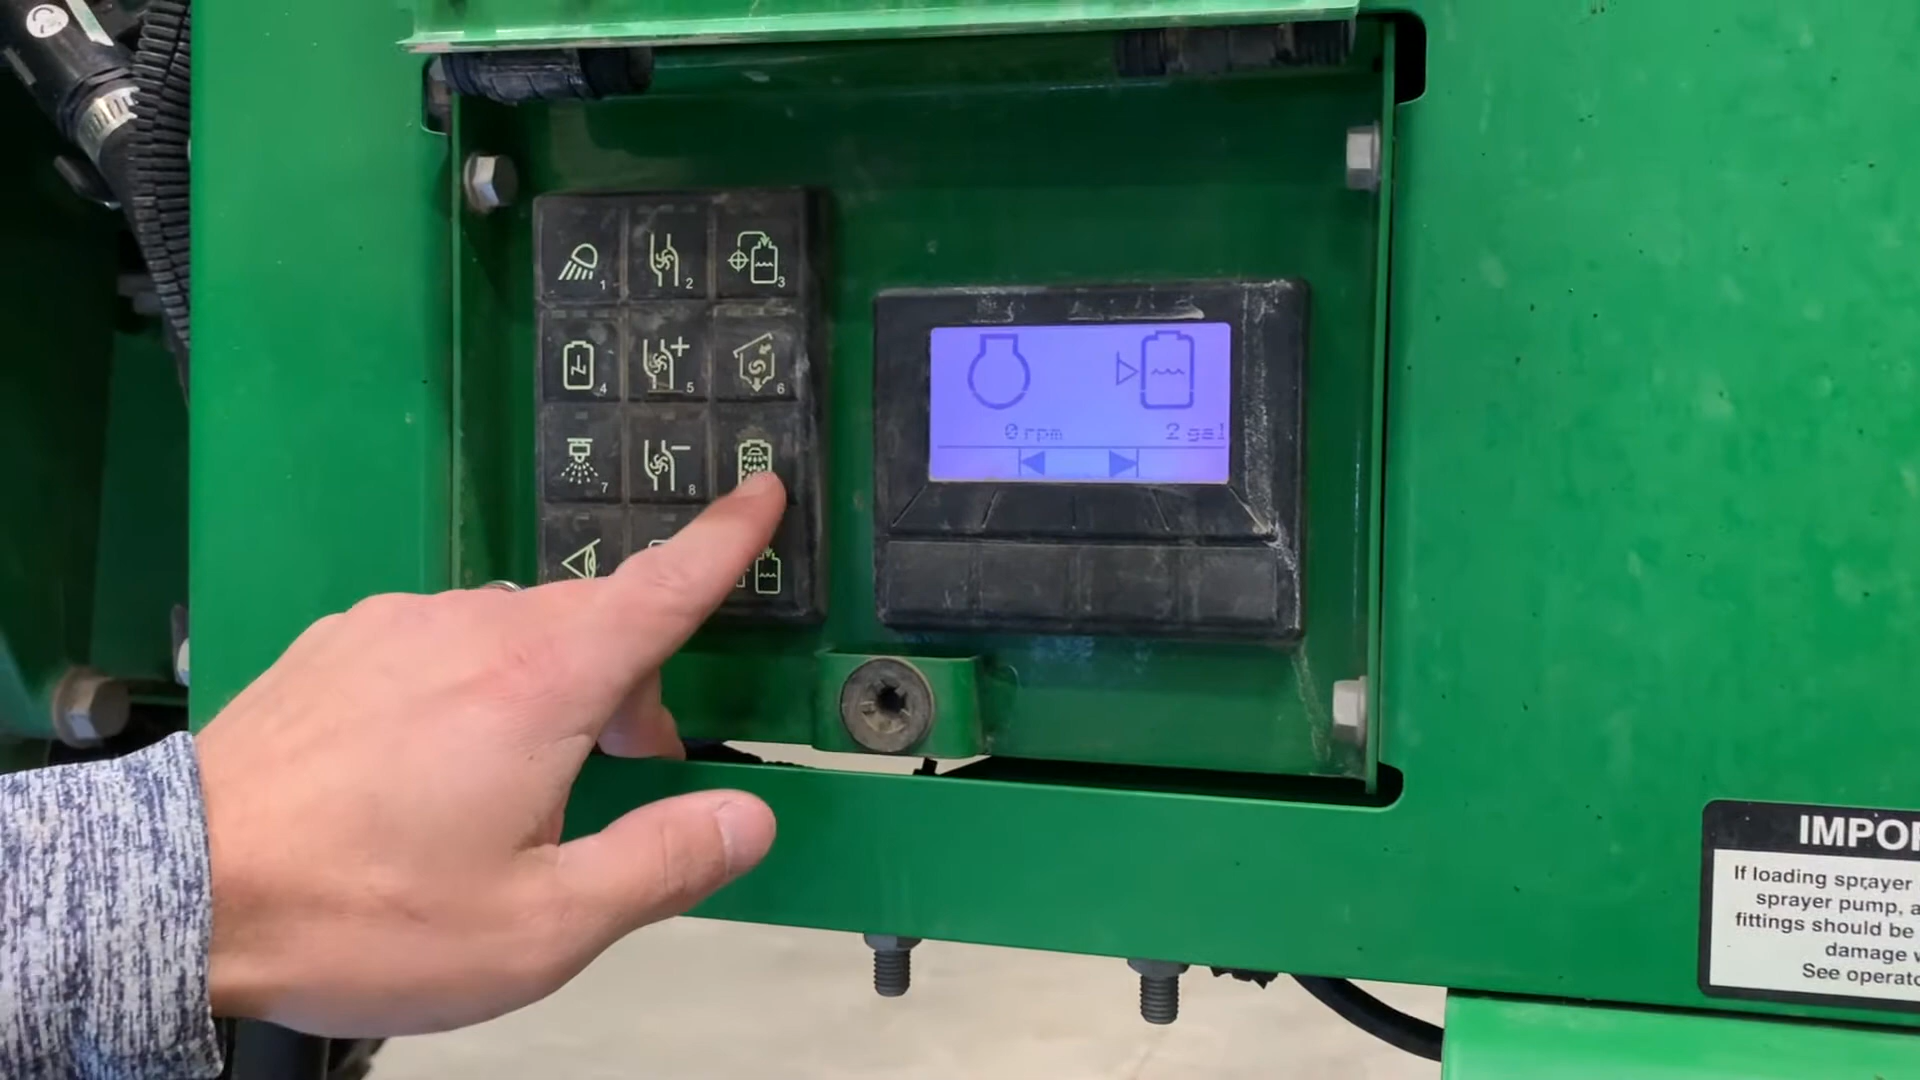 1
2
3
4
5
6
7
8
0 rpm
2 gal
IMPO
If loading sprayer
sprayer pump, a
fittings should be
damage w
See operato